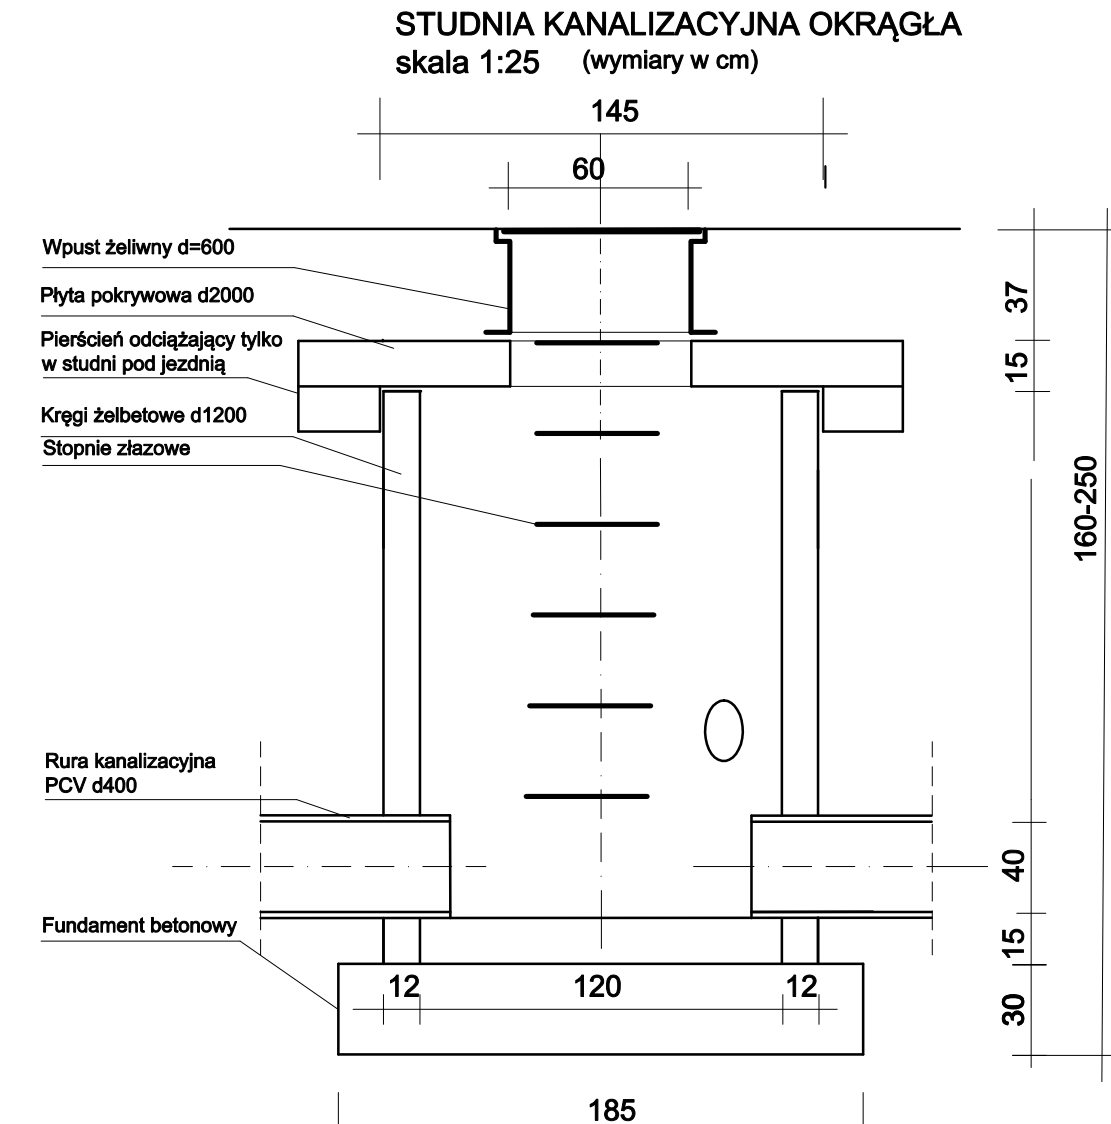 STUDNIA KANALIZACYJNA OKRĄGŁA
skala 1:25 (wymiary w cm)
145
60
Wpust żeliwny d=600
Płyta pokrywowa d2000
Pierścień odciążający tylko
w studni pod jezdnią
Kręgi żelbetowe d1200
Stopnie złazowe
37
15
160-250
Rura kanalizacyjna
PCV d400
40
Fundament betonowy
15
12 120 12
30
185